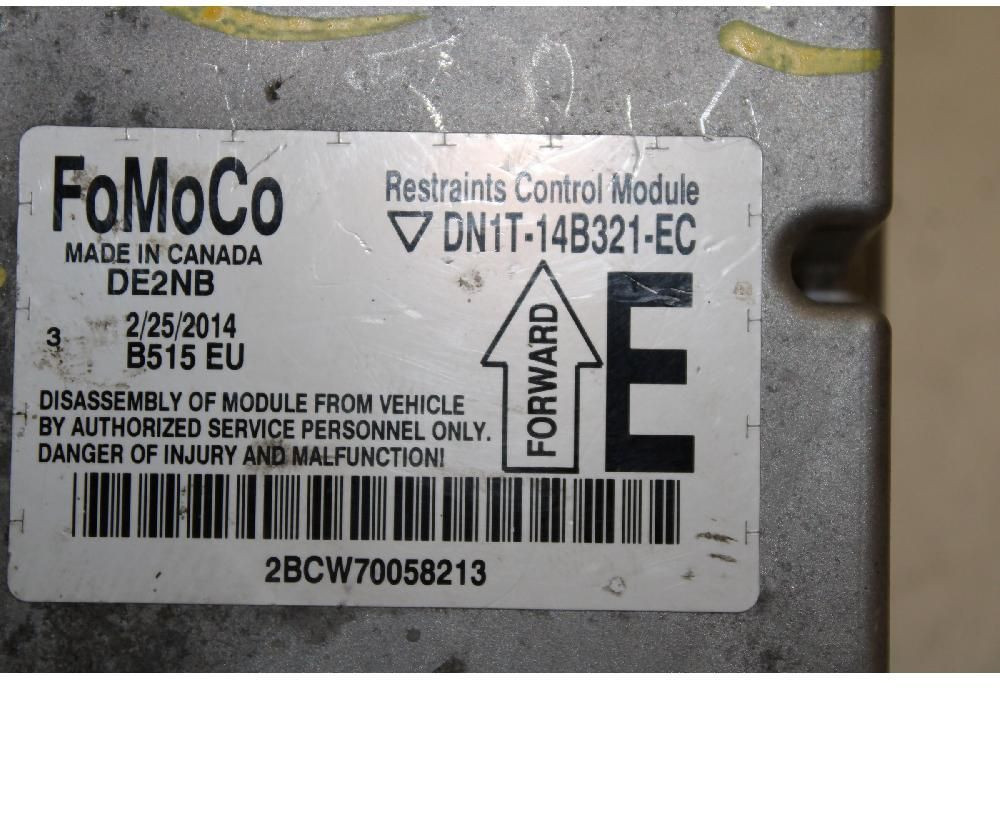 FoMoCo
MADE IN CANADA
DE2NB
3 2/25/2014
B515 EU
Restraints Control Module
DN1T-14B321-EC
FORWARD
E
DISASSEMBLY OF MODULE FROM VEHICLE
BY AUTHORIZED SERVICE PERSONNEL ONLY.
DANGER OF INJURY AND MALFUNCTION!
2BCW70058213